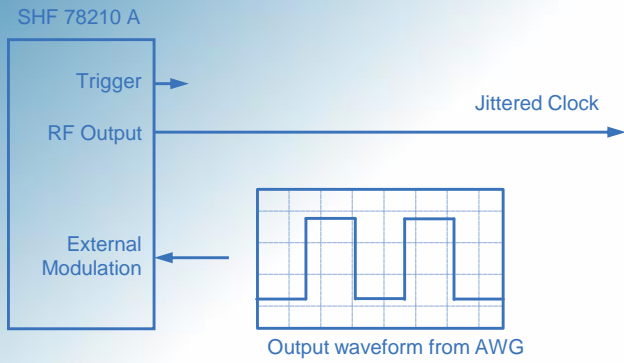 SHF 78210 A
Trigger
RF Output
Jittered Clock
External
Modulation
Output waveform from AWG